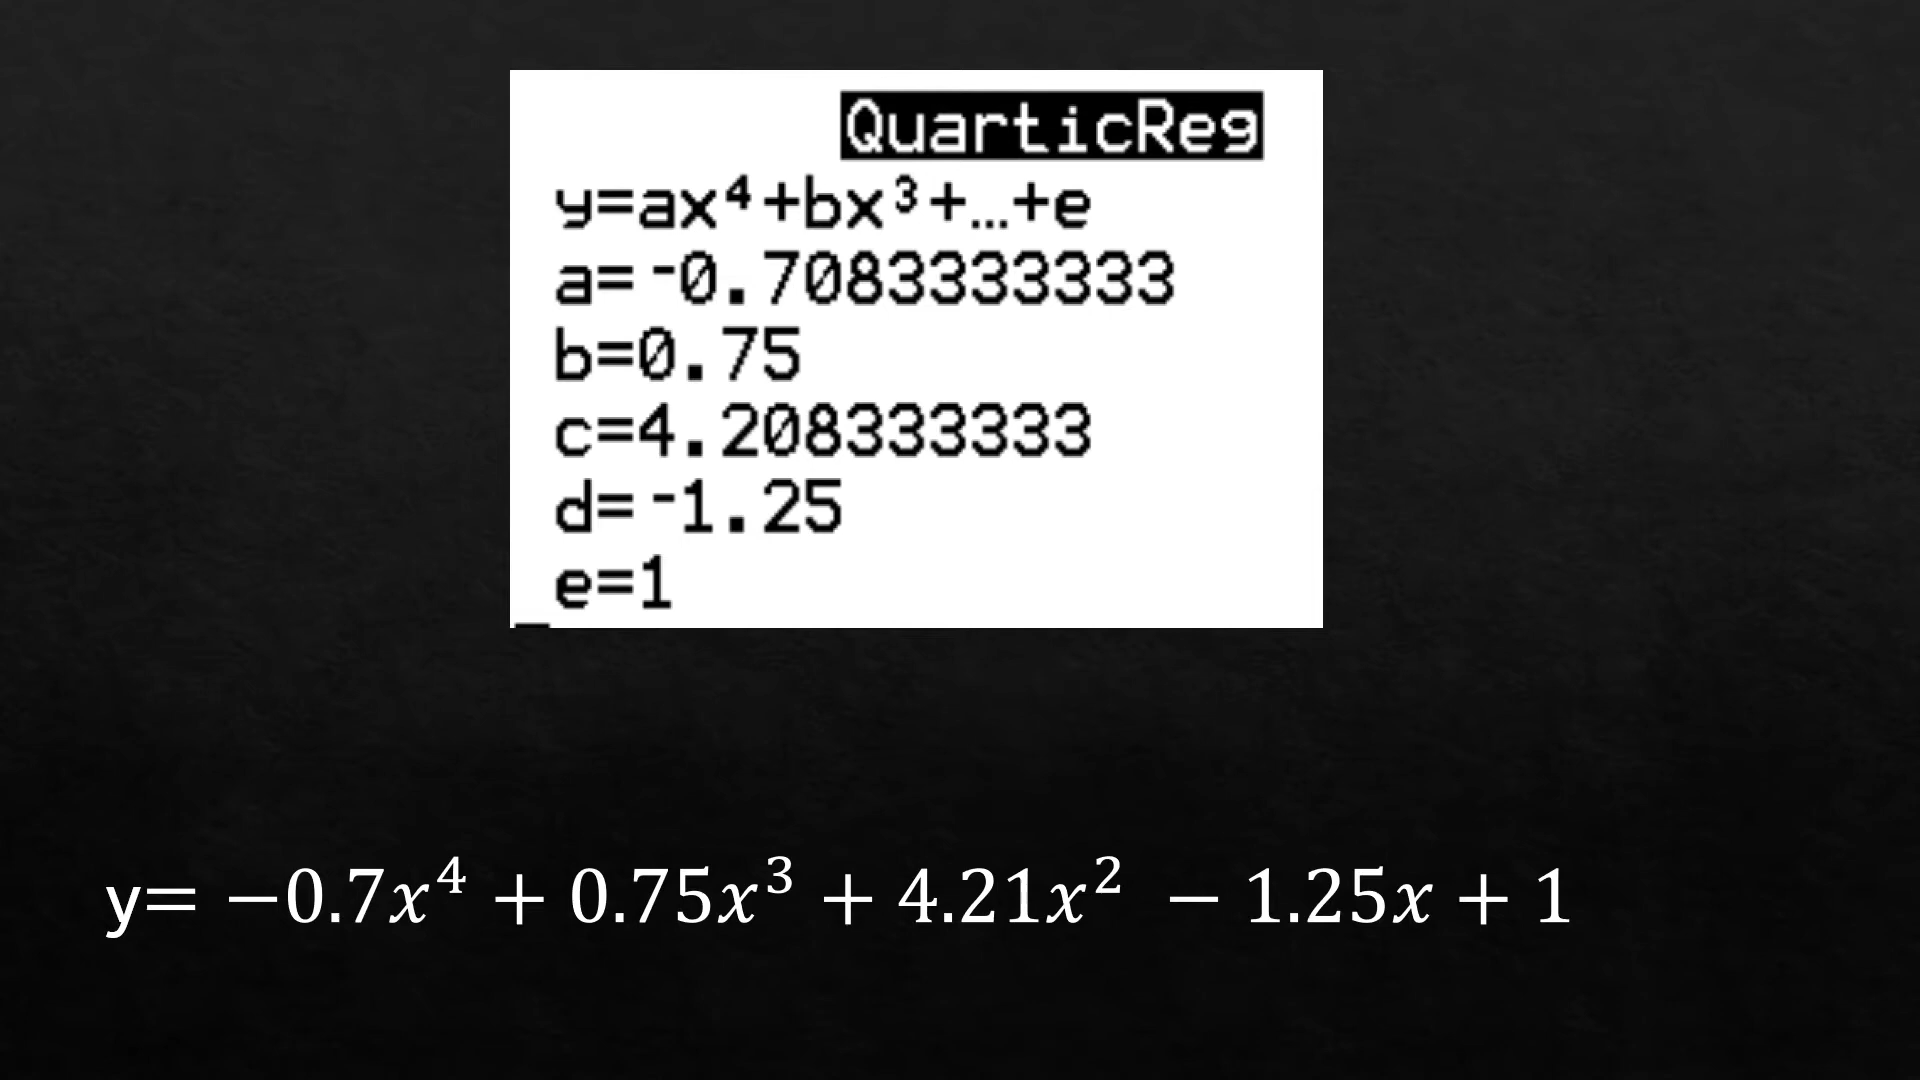 QuarticReg
y=ax⁴+bx³+…+e
a=⁻0.7083333333
b=0.75
c=4.208333333
d=⁻1.25
e=1
y= −0.7x⁴ + 0.75x³ + 4.21x² − 1.25x + 1